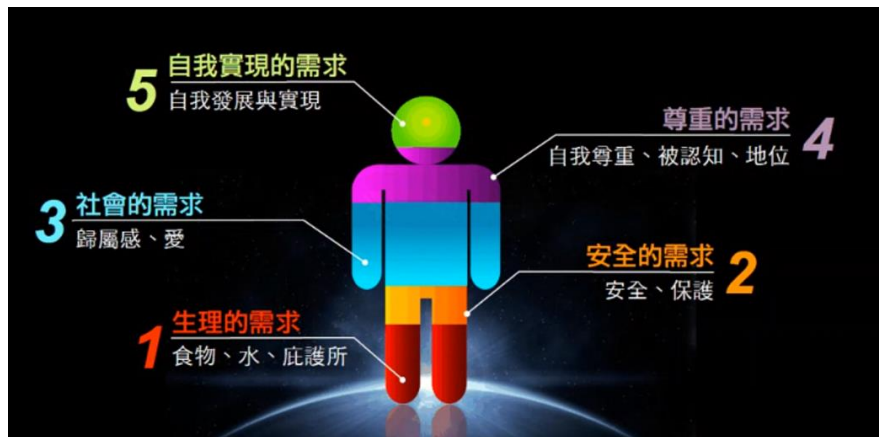 5 自我實現的需求
自我發展與實現
尊重的需求 4
自我尊重、被認知、地位
3 社會的需求
歸屬感、愛
安全的需求 2
安全、保護
1 生理的需求
食物、水、庇護所